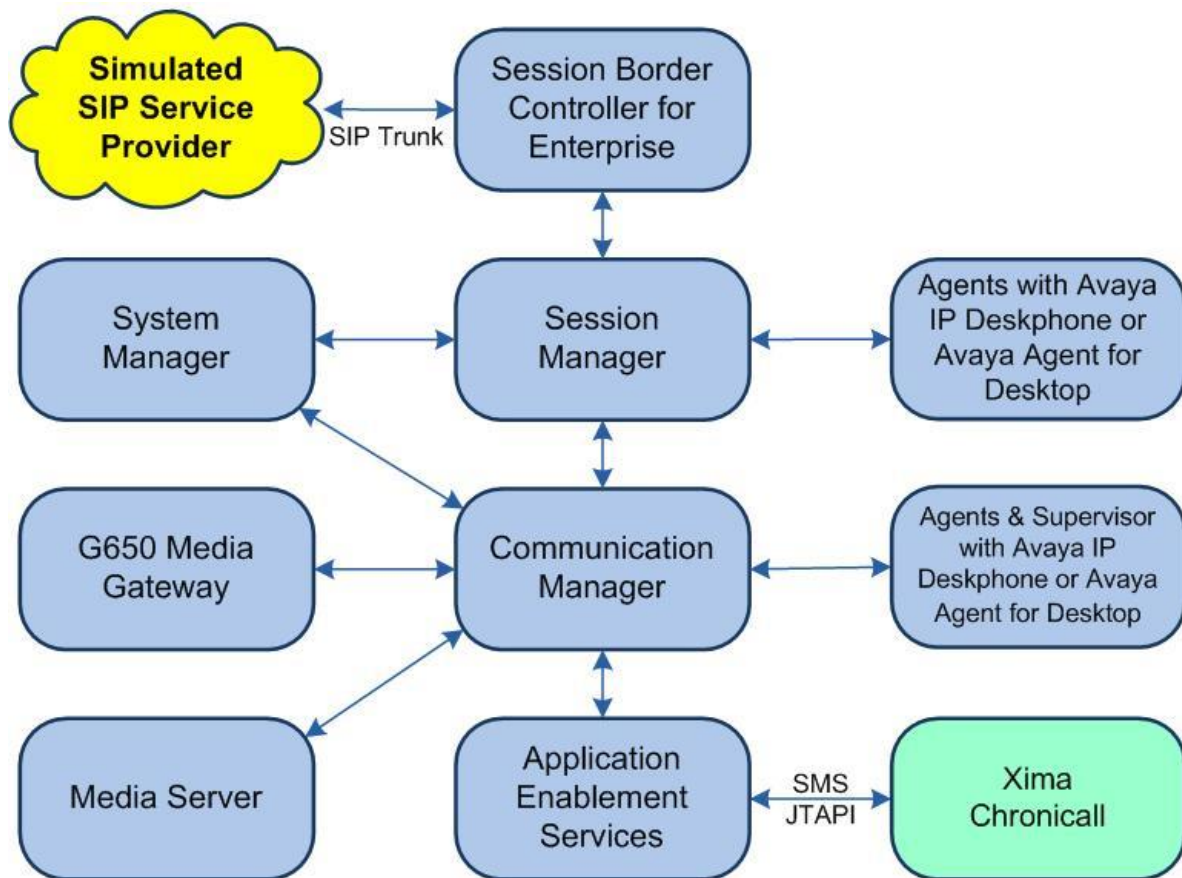 Simulated
SIP Service
Provider
SIP Trunk
Session Border
Controller for
Enterprise
System
Manager
Session
Manager
Agents with Avaya
IP Deskphone or
Avaya Agent for
Desktop
G650 Media
Gateway
Communication
Manager
Agents & Supervisor
with Avaya IP
Deskphone or Avaya
Agent for Desktop
Media Server
Application
Enablement
Services
SMS
JTAPI
Xima
Chronicall